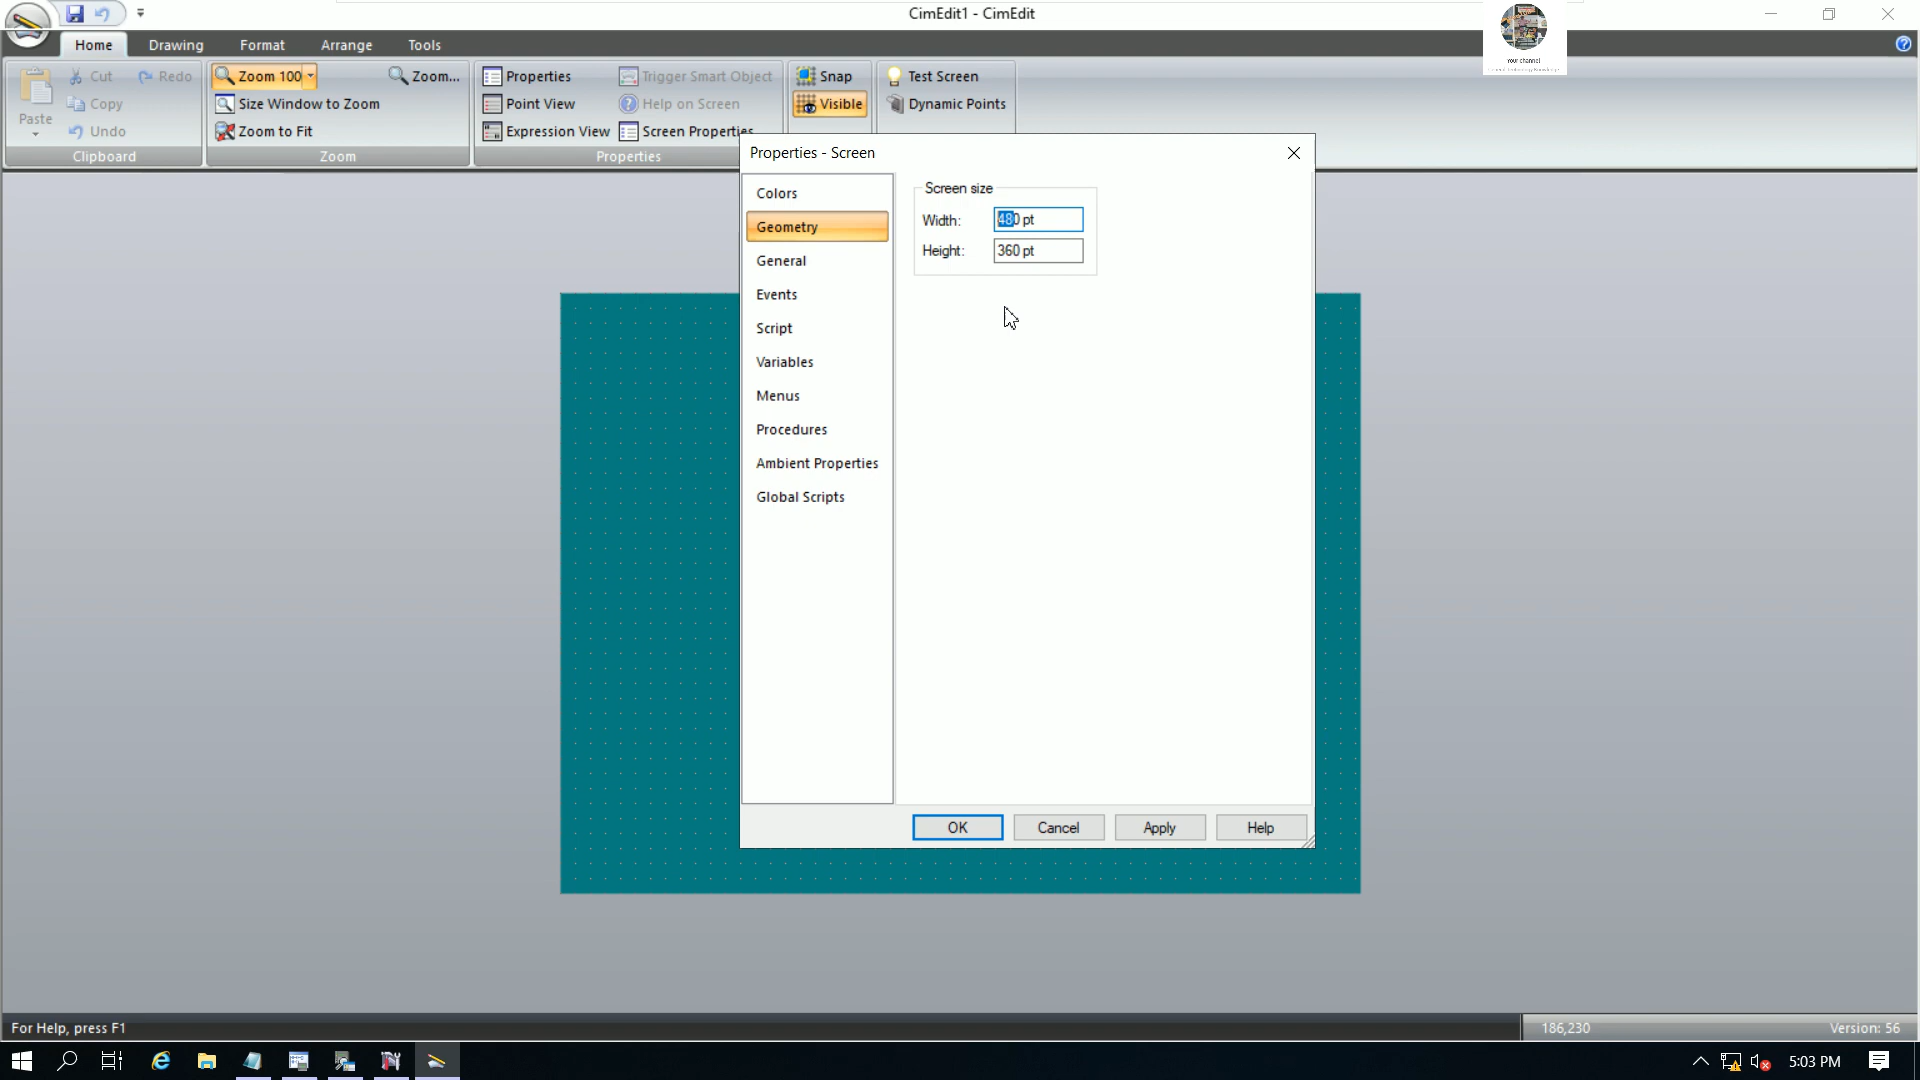 CimEdit1 - CimEdit
Your channel
Home
Drawing
Format
Arrange
Tools
Paste
Cut
Redo
Copy
Undo
Clipboard
Zoom 100
Zoom...
Size Window to Zoom
Zoom to Fit
Zoom
Properties
Trigger Smart Object
Point View
Help on Screen
Expression View
Screen Properties
Properties
Snap
Visible
Test Screen
Dynamic Points
Properties - Screen
Colors
Geometry
General
Events
Script
Variables
Menus
Procedures
Ambient Properties
Global Scripts
Screen size
Width: 480 pt
Height: 360 pt
OK
Cancel
Apply
Help
For Help, press F1
186,230
Version: 56
5:03 PM